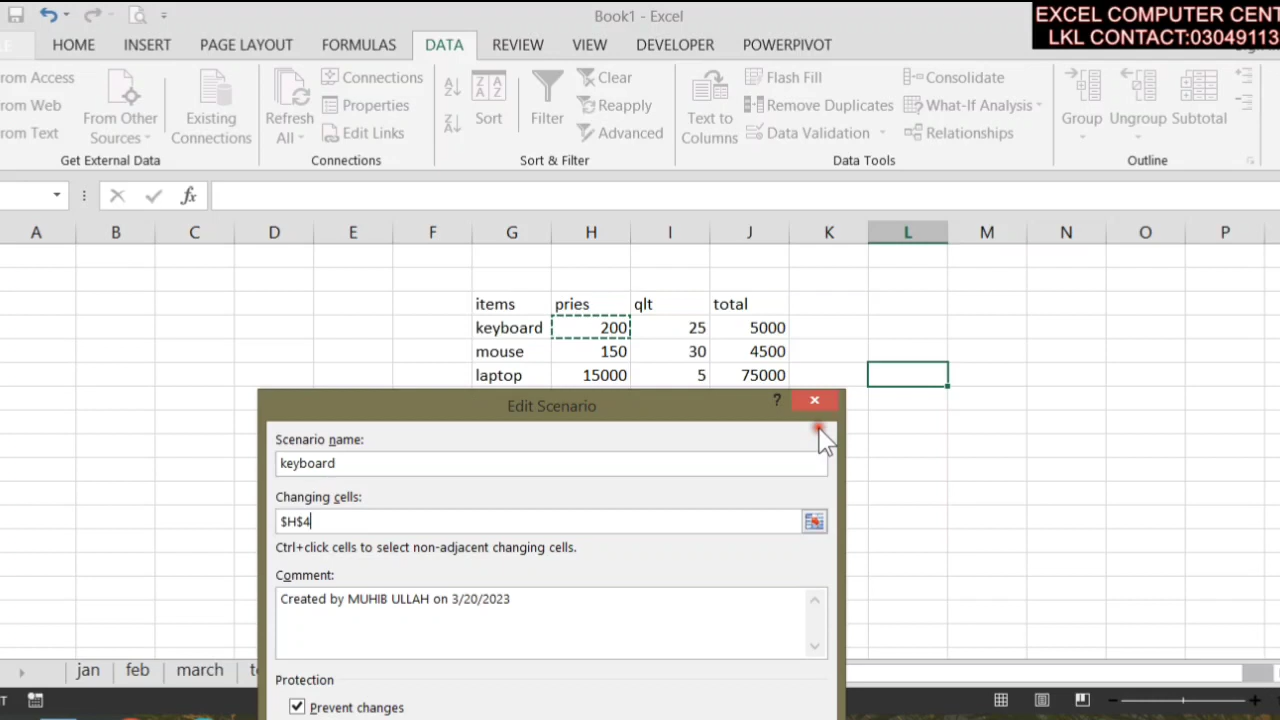 Book1 - Excel
EXCEL COMPUTER CENT
LKL CONTACT:03049113
HOME INSERT PAGE LAYOUT FORMULAS DATA REVIEW VIEW DEVELOPER POWERPIVOT
om Access
om Web
om Text
From Other
Sources
Existing
Connections
Get External Data
Refresh
All
Connections
Properties
Edit Links
Connections
Sort
Filter
Clear
Reapply
Advanced
Sort & Filter
Text to
Columns
Flash Fill
Remove Duplicates
Data Validation
Consolidate
What-If Analysis
Relationships
Data Tools
Group Ungroup Subtotal
Outline
fx
A B C D E F G H I J K L M N O P
items pries qlt total
keyboard 200 25 5000
mouse 150 30 4500
laptop 15000 5 75000
Edit Scenario
?
Scenario name:
keyboard
Changing cells:
$H$4
Ctrl+click cells to select non-adjacent changing cells.
Comment:
Created by MUHIB ULLAH on 3/20/2023
Protection
Prevent changes
jan feb march